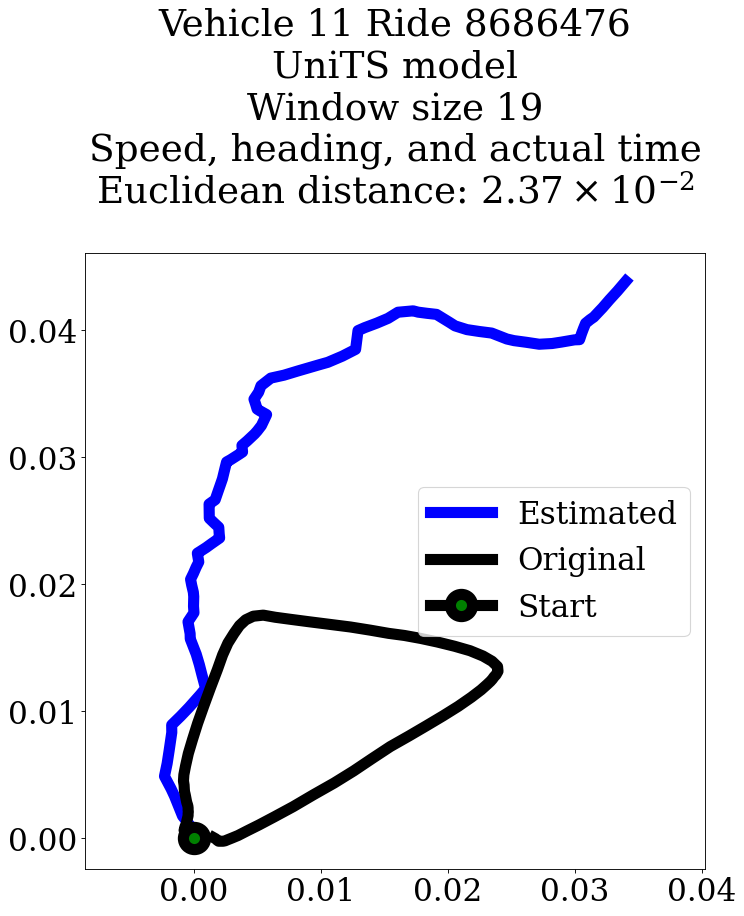 Vehicle 11 Ride 8686476
UniTS model
Window size 19
Speed, heading, and actual time
Euclidean distance: 2.37 × 10⁻²
0.04
0.03
0.02
0.01
0.00
Estimated
Original
Start
0.00 0.01 0.02 0.03 0.04